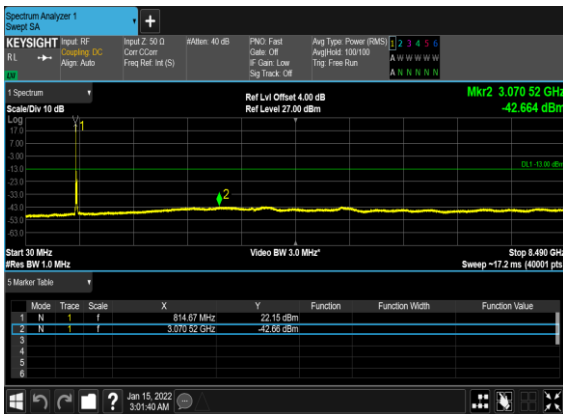 Spectrum Analyzer 1
Swept SA
+
KEYSIGHT
RL
Input: RF
Coupling: DC
Align: Auto
Input Z: 50 Ω
Corr CCorr
Freq Ref: Int (S)
#Atten: 40 dB
PNO: Fast
Gate: Off
IF Gain: Low
Sig Track: Off
Avg Type: Power (RMS)
Avg|Hold: 100/100
Trig: Free Run
1 2 3 4 5 6
A W W W W W
A N N N N N
1 Spectrum
Scale/Div 10 dB
Ref Lvl Offset 4.00 dB
Ref Level 27.00 dBm
Mkr2 3.070 52 GHz
-42.664 dBm
Log
17.0
7.00
-3.00
-13.0
-23.0
-33.0
-43.0
-53.0
-63.0
1
2
DL1 -13.00 dBm
Start 30 MHz
#Res BW 1.0 MHz
Video BW 3.0 MHz*
Stop 8.490 GHz
Sweep ~17.2 ms (40001 pts)
5 Marker Table
Mode Trace Scale X Y Function Function Width Function Value
1 N 1 f 814.67 MHz 22.15 dBm
2 N 1 f 3.070 52 GHz -42.66 dBm
3
4
5
6
?
Jan 15, 2022
3:01:40 AM